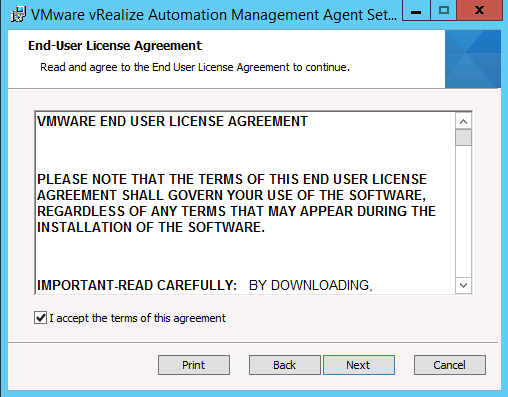 VMware vRealize Automation Management Agent Set...
End-User License Agreement
Read and agree to the End User License Agreement to continue.
VMWARE END USER LICENSE AGREEMENT
PLEASE NOTE THAT THE TERMS OF THIS END USER LICENSE
AGREEMENT SHALL GOVERN YOUR USE OF THE SOFTWARE,
REGARDLESS OF ANY TERMS THAT MAY APPEAR DURING THE
INSTALLATION OF THE SOFTWARE.
IMPORTANT-READ CAREFULLY: BY DOWNLOADING,
I accept the terms of this agreement
Print Back Next Cancel